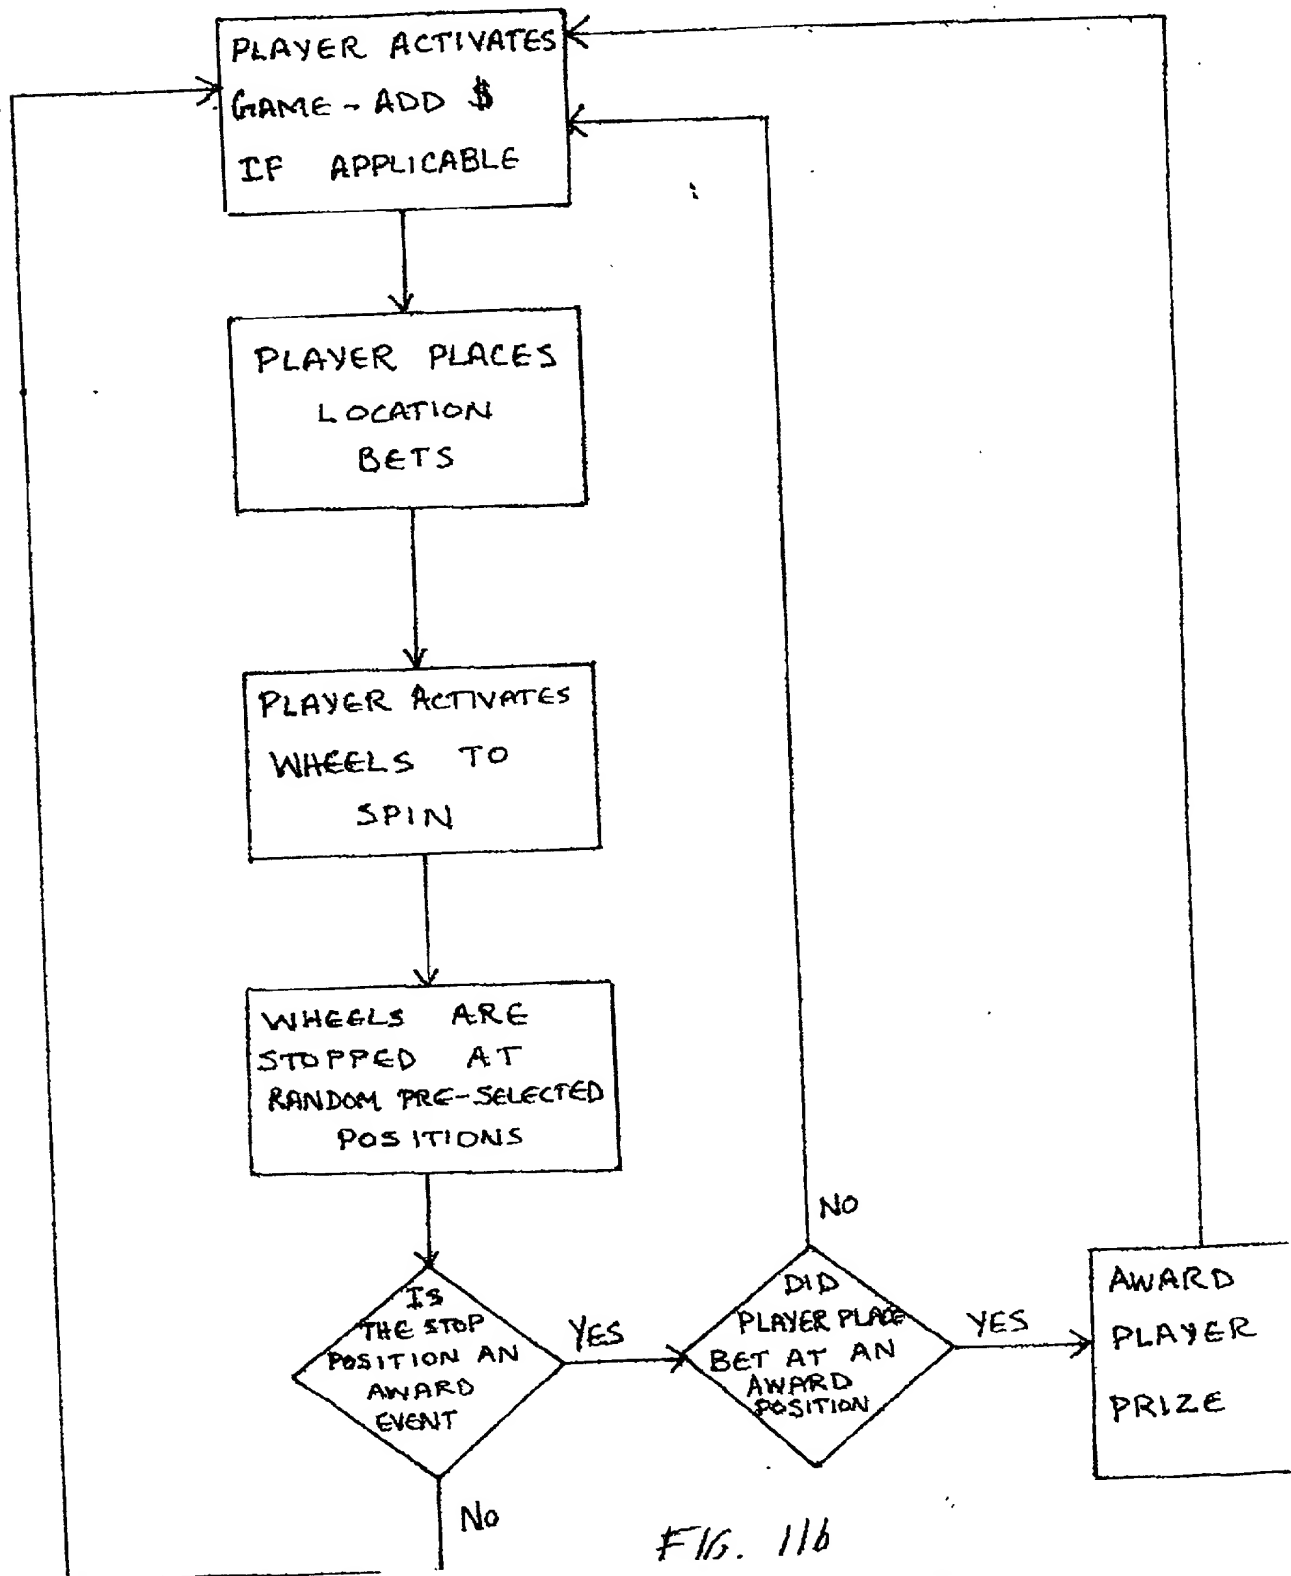 PLAYER ACTIVATES
GAME - ADD $
IF APPLICABLE
PLAYER PLACES
LOCATION
BETS
PLAYER ACTIVATES
WHEELS TO
SPIN
WHEELS ARE
STOPPED AT
RANDOM PRE-SELECTED
POSITIONS
IS
THE STOP
POSITION AN
AWARD
EVENT
YES
NO
DID
PLAYER PLACE
BET AT AN
AWARD
POSITION
NO
YES
AWARD
PLAYER
PRIZE
FIG. 11b